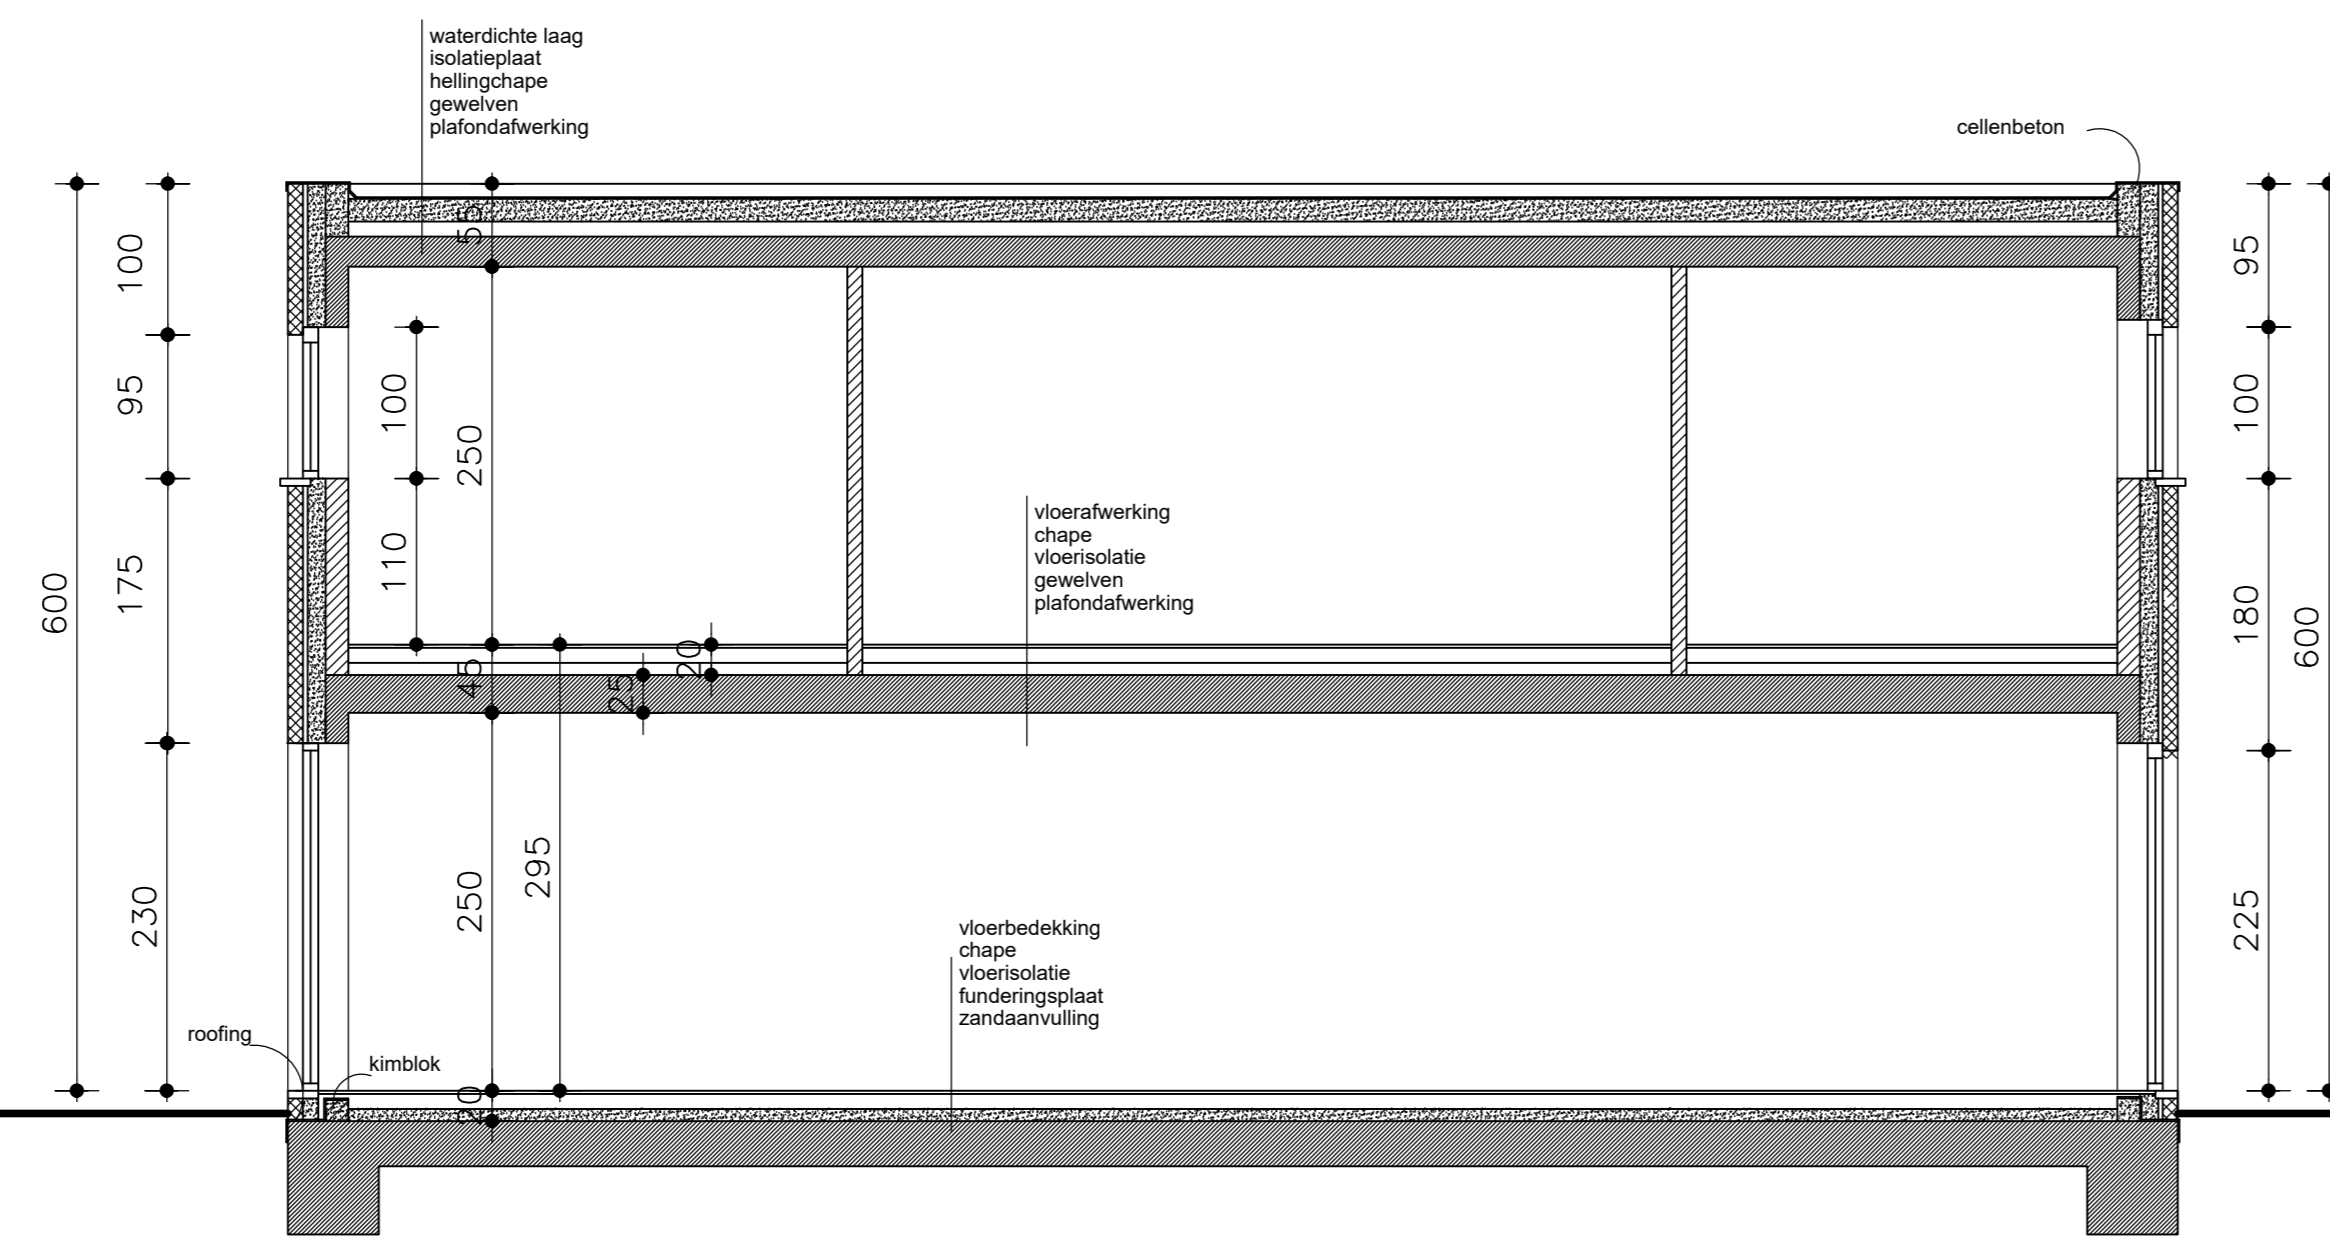 waterdichte laag
isolatieplaat
hellingchape
gewelven
plafondafwerking
cellenbeton
55
100
95
100
95
100
250
vloerafwerking
chape
vloerisolatie
gewelven
plafondafwerking
110
175
600
180
600
45
25
20
295
250
230
225
vloerbedekking
chape
vloerisolatie
funderingsplaat
zandaanvulling
roofing
kimblok
20